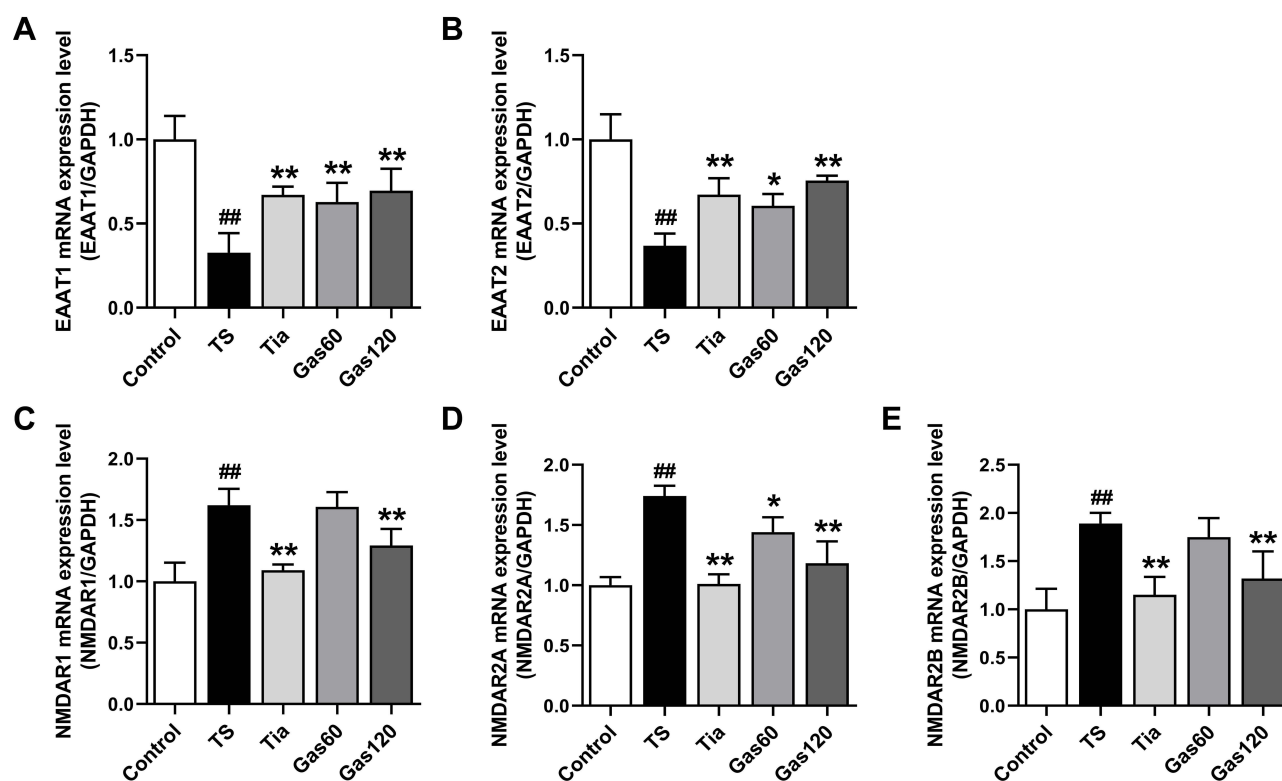 A
EAAT1 mRNA expression level
(EAAT1/GAPDH)
1.5
1.0
0.5
0.0
##
**
**
**
Control
TS
Tia
Gas60
Gas120
B
EAAT2 mRNA expression level
(EAAT2/GAPDH)
1.5
1.0
0.5
0.0
##
**
*
**
Control
TS
Tia
Gas60
Gas120
C
NMDAR1 mRNA expression level
(NMDAR1/GAPDH)
2.0
1.5
1.0
0.5
0.0
##
**
**
Control
TS
Tia
Gas60
Gas120
D
NMDAR2A mRNA expression level
(NMDAR2A/GAPDH)
2.0
1.5
1.0
0.5
0.0
##
**
*
**
Control
TS
Tia
Gas60
Gas120
E
NMDAR2B mRNA expression level
(NMDAR2B/GAPDH)
2.5
2.0
1.5
1.0
0.5
0.0
##
**
**
Control
TS
Tia
Gas60
Gas120